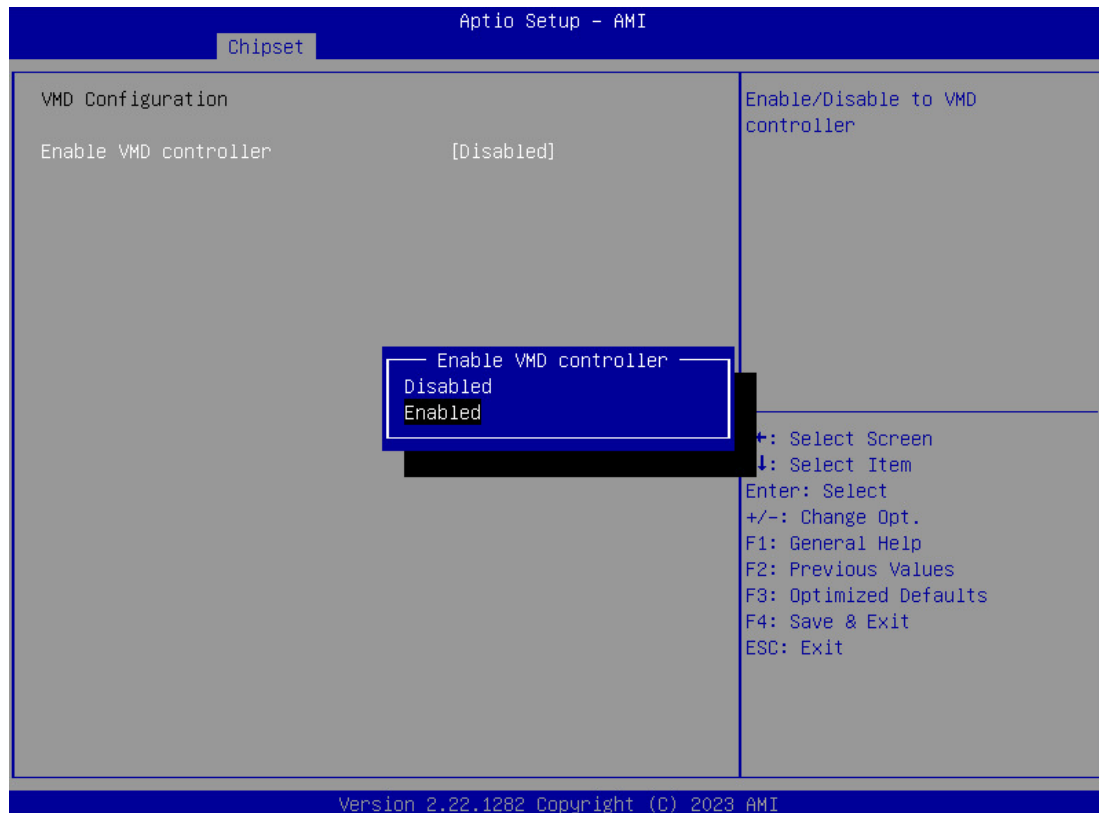 Aptio Setup – AMI
Chipset
VMD Configuration
Enable VMD controller [Disabled]
Enable/Disable to VMD
controller
Enable VMD controller
Disabled
Enabled
←: Select Screen
↓: Select Item
Enter: Select
+/-: Change Opt.
F1: General Help
F2: Previous Values
F3: Optimized Defaults
F4: Save & Exit
ESC: Exit
Version 2.22.1282 Copyright (C) 2023 AMI